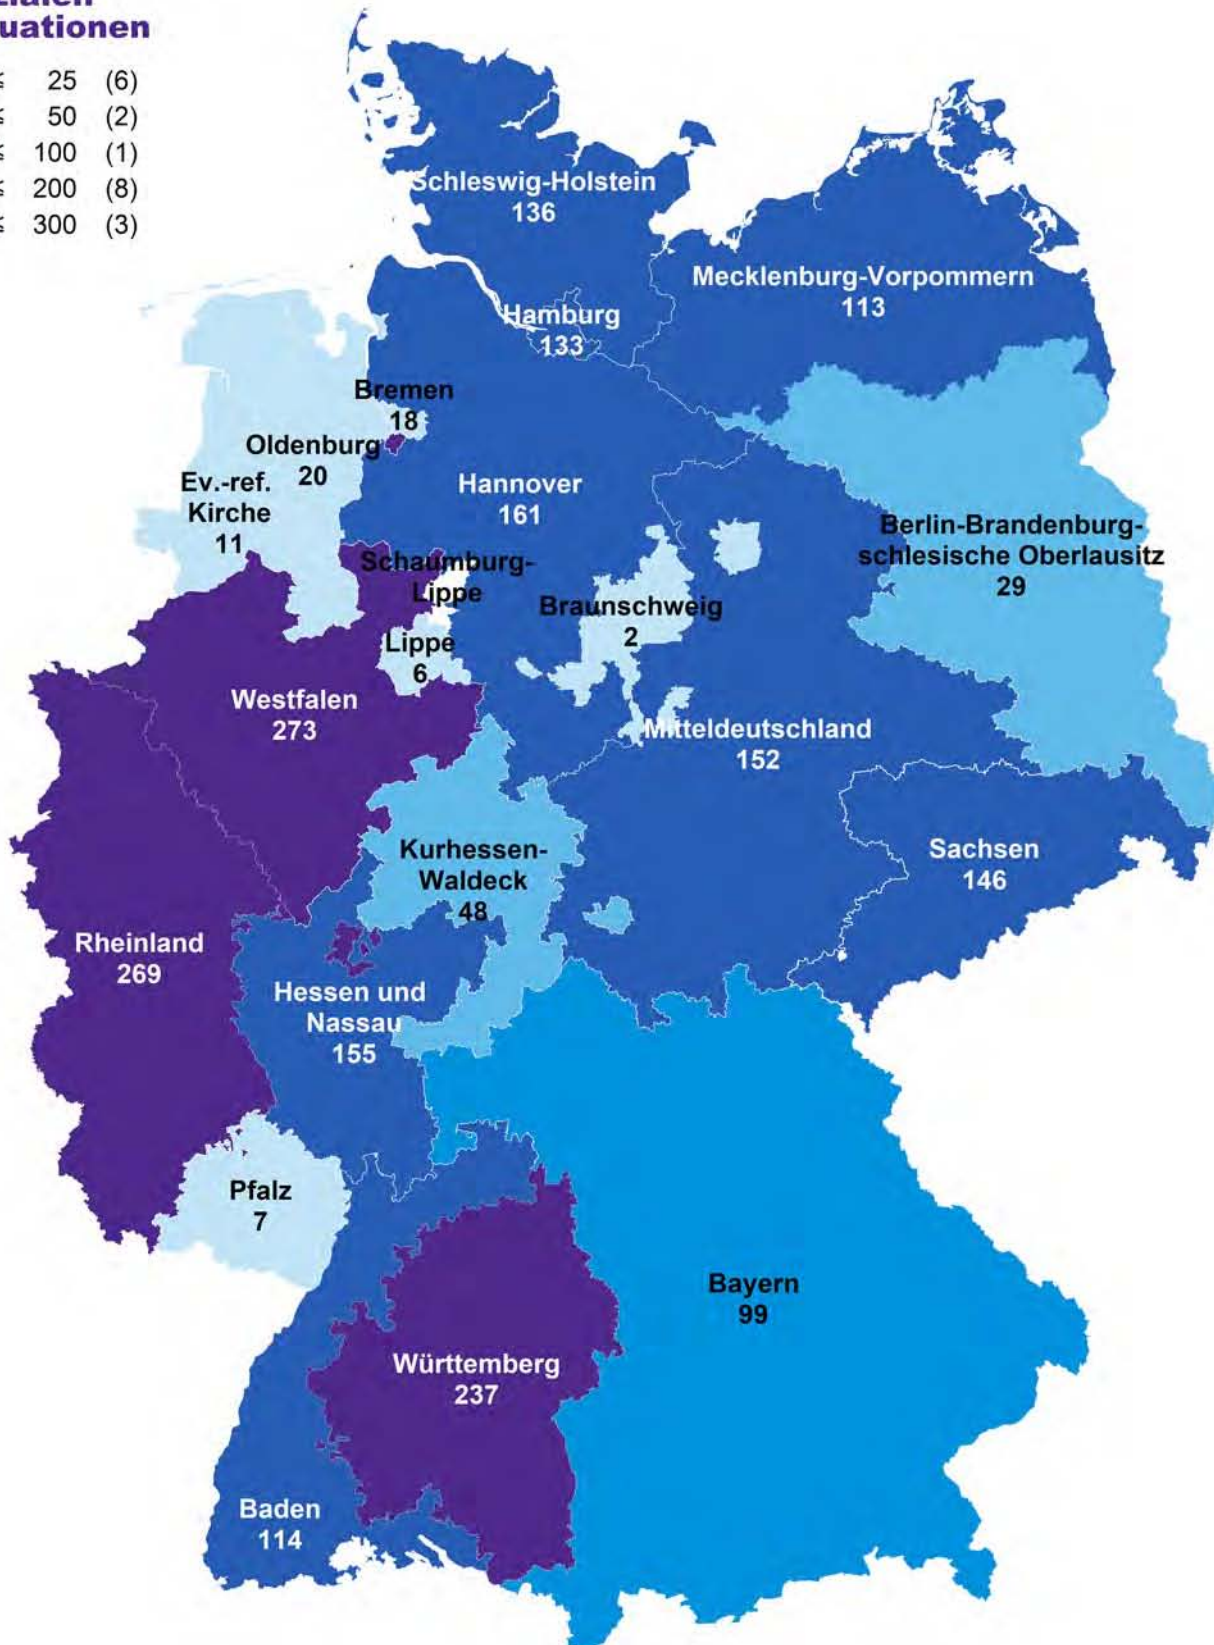 uationen
≤ 25 (6)
≤ 50 (2)
≤ 100 (1)
≤ 200 (8)
≤ 300 (3)
Schleswig-Holstein
136
Mecklenburg-Vorpommern
113
Hamburg
133
Bremen
18
Oldenburg
20
Ev.-ref.
Kirche
11
Hannover
161
Berlin-Brandenburg-
schlesische Oberlausitz
29
Schaumburg-
Lippe
Braunschweig
2
Lippe
6
Westfalen
273
Mitteldeutschland
152
Kurhessen-
Waldeck
48
Sachsen
146
Rheinland
269
Hessen und
Nassau
155
Pfalz
7
Bayern
99
Württemberg
237
Baden
114